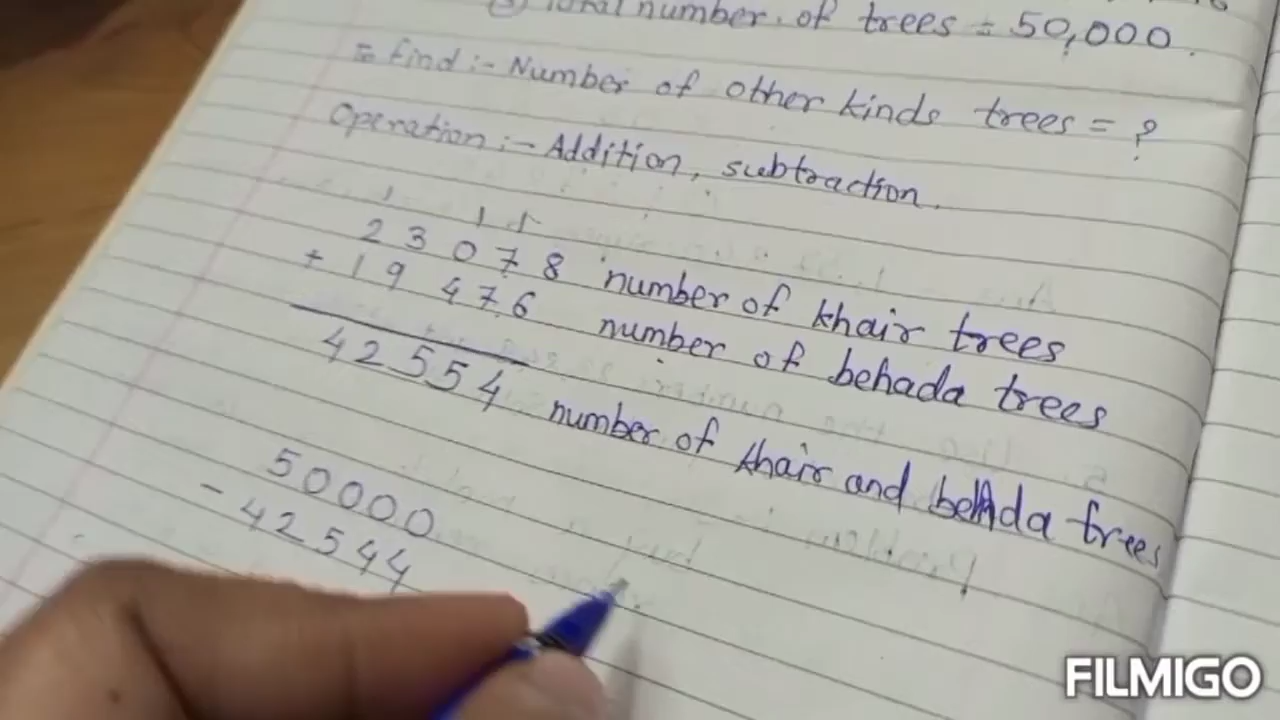 number of trees = 50,000.
= find :- Number of other kinds trees = ?
Operation :- Addition, subtraction.
1 1 1
2 3 0 7 8 number of khair trees
+ 1 9 4 7 6 number of behada trees
4 2 5 5 4 number of khair and behada trees
5 0 0 0 0
- 4 2 5 4 4
FILMIGO